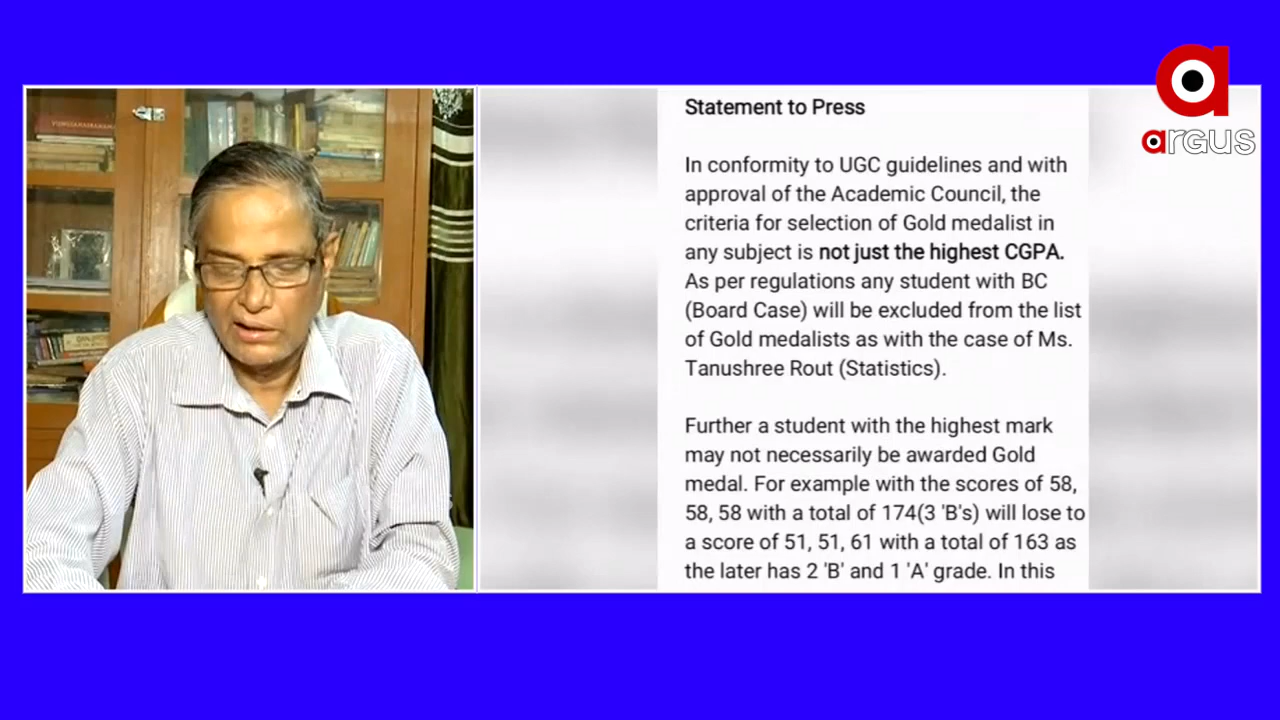 argus
Statement to Press
In conformity to UGC guidelines and with
approval of the Academic Council, the
criteria for selection of Gold medalist in
any subject is not just the highest CGPA.
As per regulations any student with BC
(Board Case) will be excluded from the list
of Gold medalists as with the case of Ms.
Tanushree Rout (Statistics).
Further a student with the highest mark
may not necessarily be awarded Gold
medal. For example with the scores of 58,
58, 58 with a total of 174(3 'B's) will lose to
a score of 51, 51, 61 with a total of 163 as
the later has 2 'B' and 1 'A' grade. In this